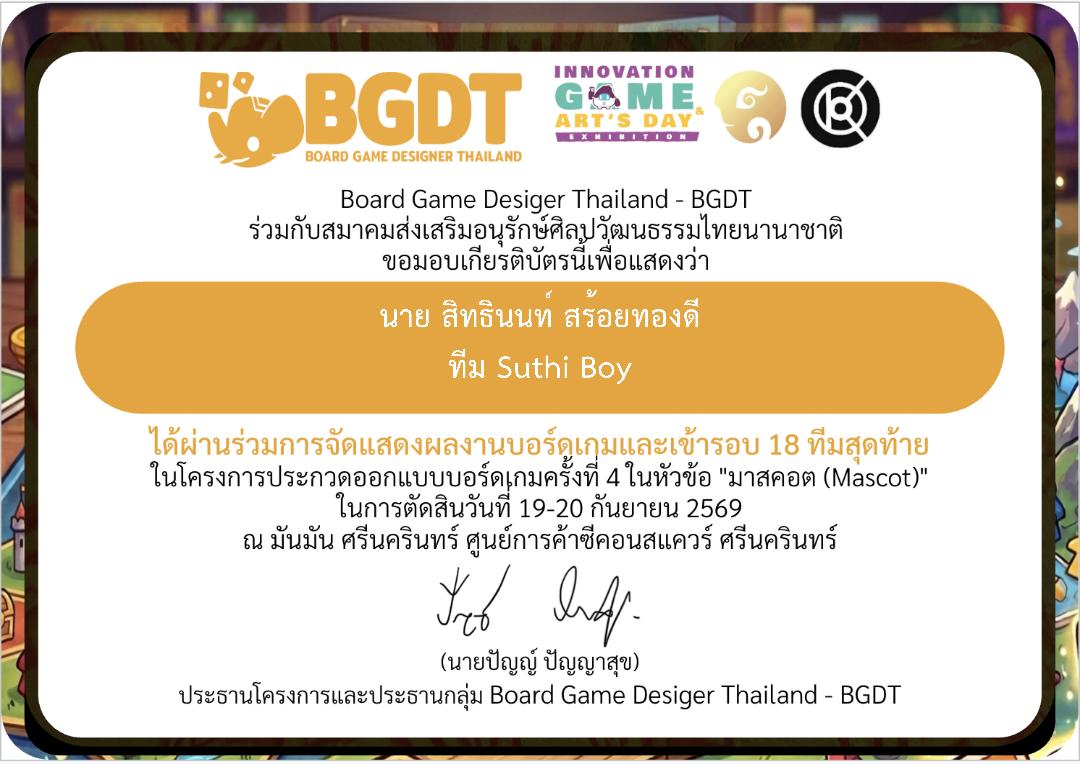 BGDT
BOARD GAME DESIGNER THAILAND
INNOVATION
GAME
ART'S DAY &
EXHIBITION
Board Game Desiger Thailand - BGDT
ร่วมกับสมาคมส่งเสริมอนุรักษ์ศิลปวัฒนธรรมไทยนานาชาติ
ขอมอบเกียรติบัตรนี้เพื่อแสดงว่า
นาย สิทธินนท์ สร้อยทองดี
ทีม Suthi Boy
ได้ผ่านร่วมการจัดแสดงผลงานบอร์ดเกมและเข้ารอบ 18 ทีมสุดท้าย
ในโครงการประกวดออกแบบบอร์ดเกมครั้งที่ 4 ในหัวข้อ "มาสคอต (Mascot)"
ในการตัดสินวันที่ 19-20 กันยายน 2569
ณ มันมัน ศรีนครินทร์ ศูนย์การค้าซีคอนสแควร์ ศรีนครินทร์
(นายปัญญ์ ปัญญาสุข)
ประธานโครงการและประธานกลุ่ม Board Game Desiger Thailand - BGDT